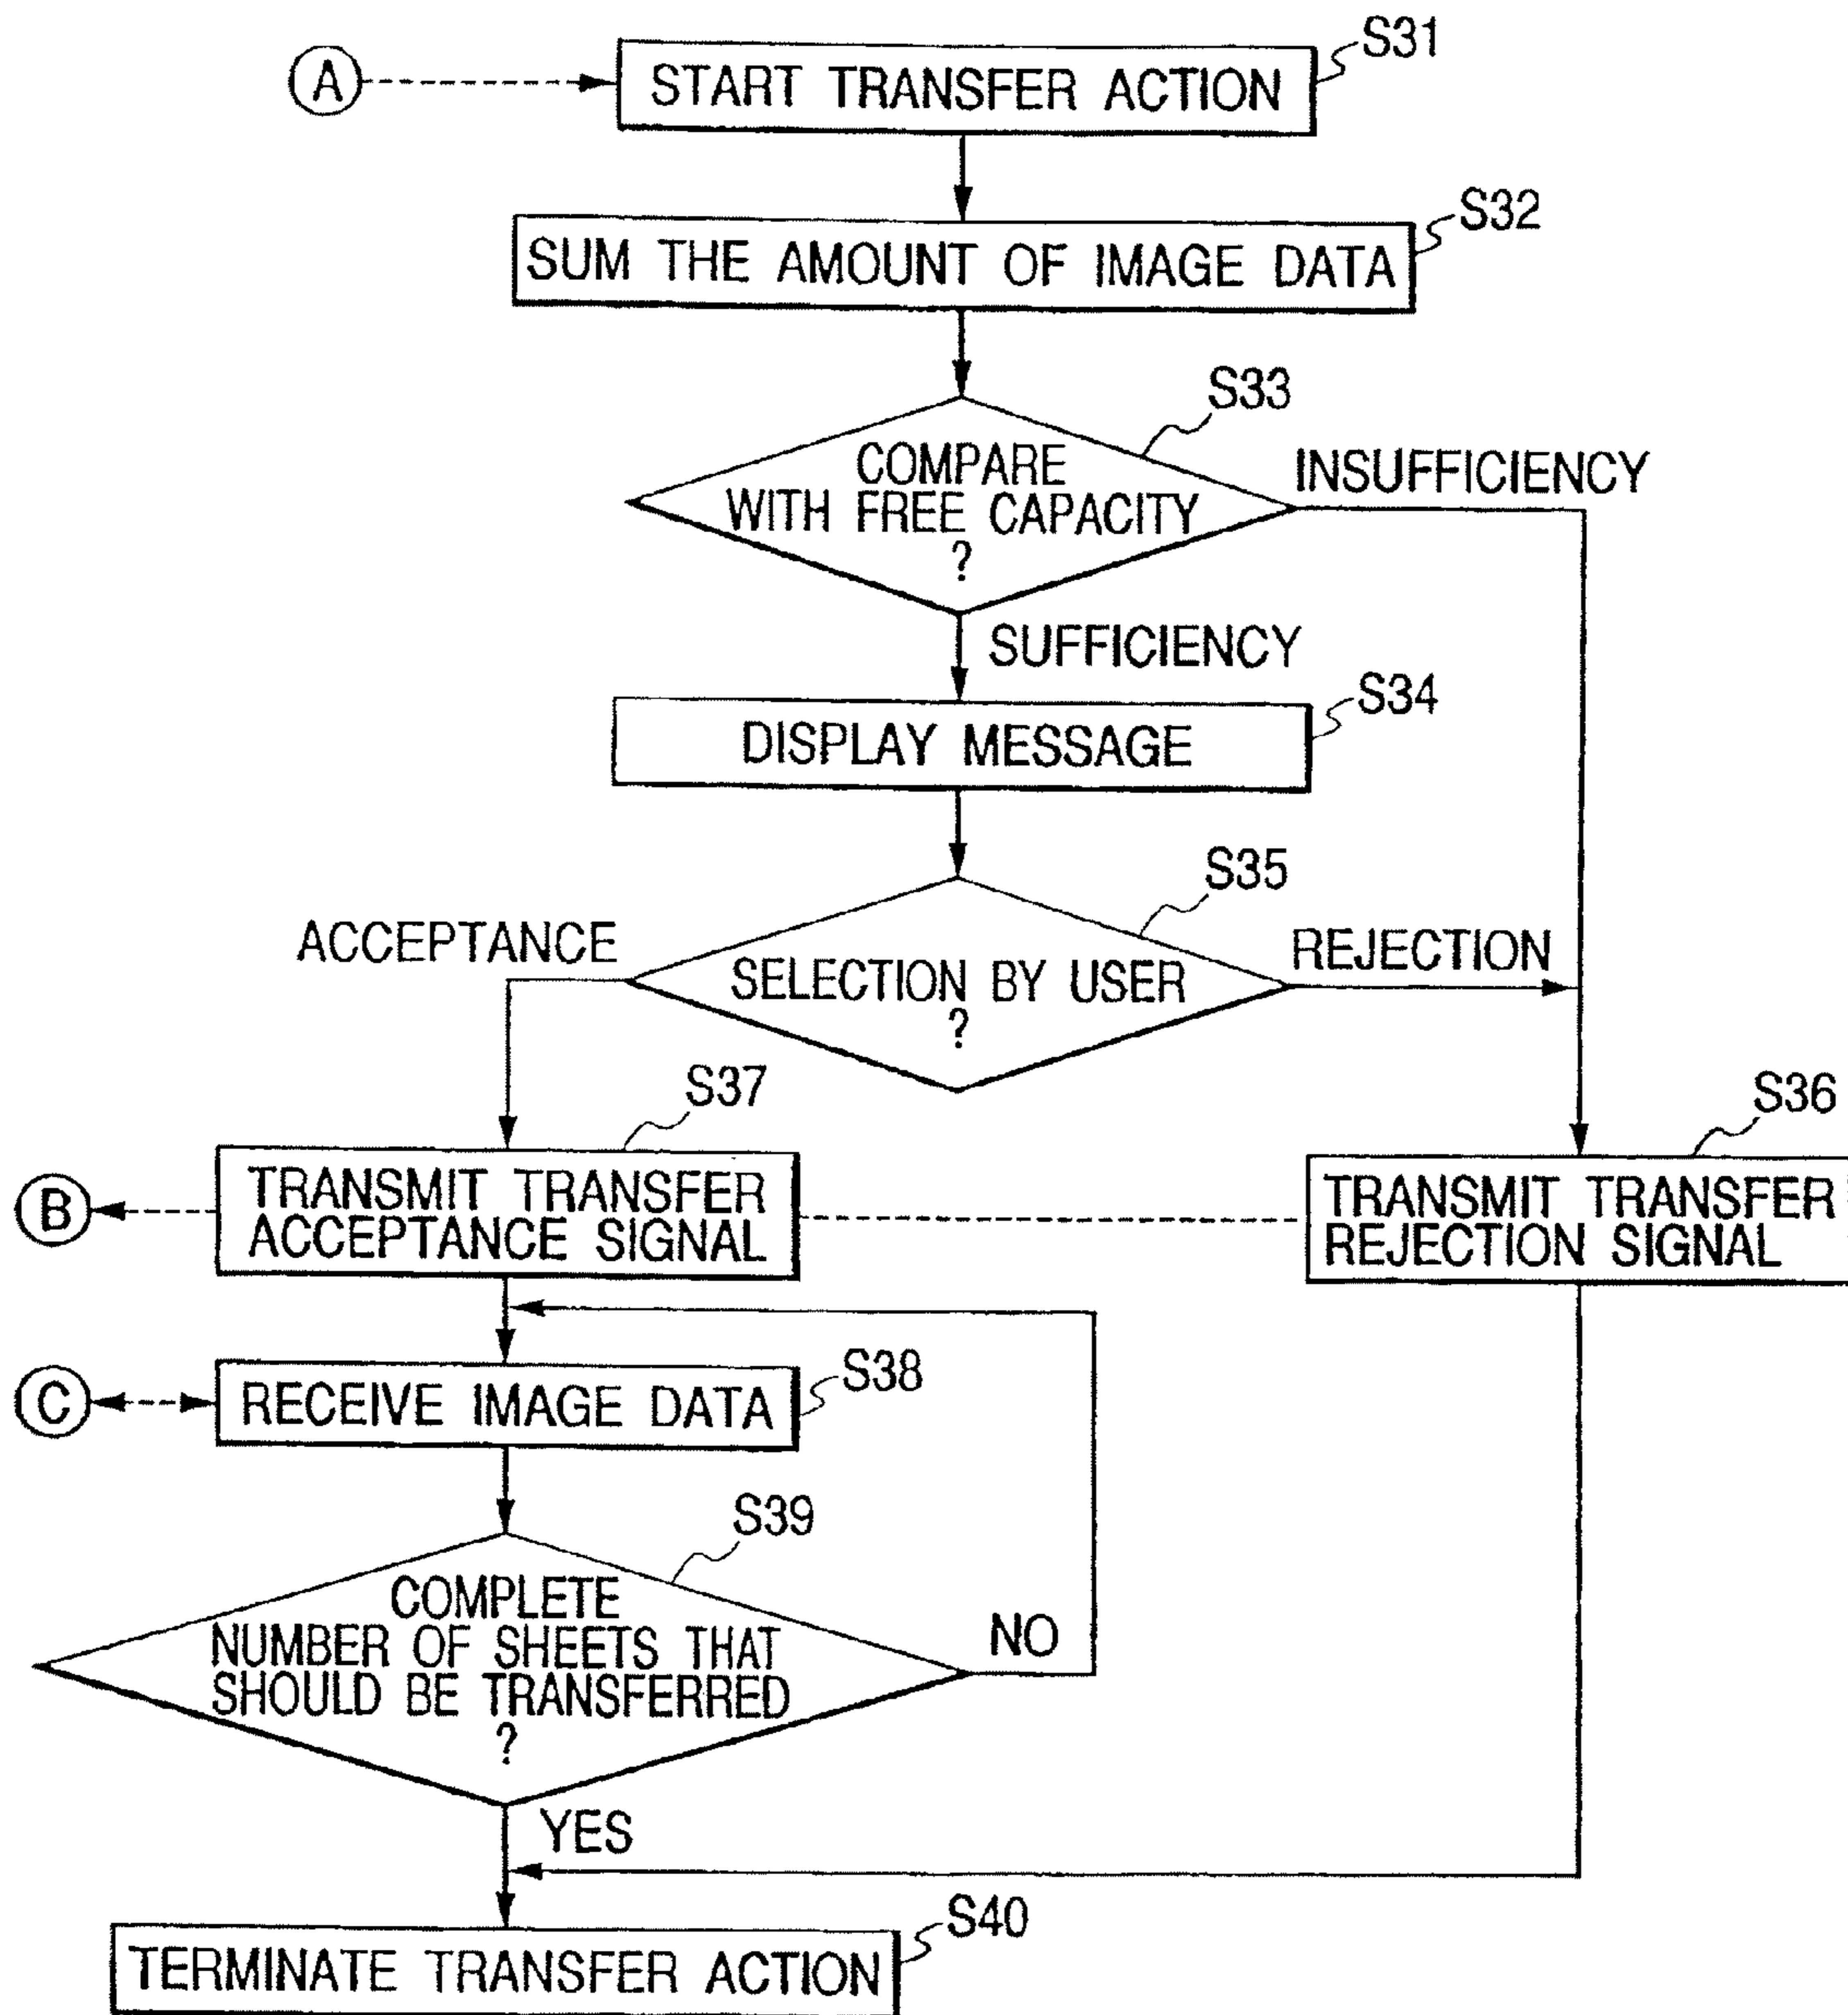 S31
A
START TRANSFER ACTION
S32
SUM THE AMOUNT OF IMAGE DATA
S33
COMPARE
WITH FREE CAPACITY
?
INSUFFICIENCY
SUFFICIENCY
S34
DISPLAY MESSAGE
S35
ACCEPTANCE
SELECTION BY USER
?
REJECTION
S37
S36
B
TRANSMIT TRANSFER
ACCEPTANCE SIGNAL
TRANSMIT TRANSFER
REJECTION SIGNAL
S38
C
RECEIVE IMAGE DATA
S39
COMPLETE
NUMBER OF SHEETS THAT
SHOULD BE TRANSFERRED
?
NO
YES
S40
TERMINATE TRANSFER ACTION